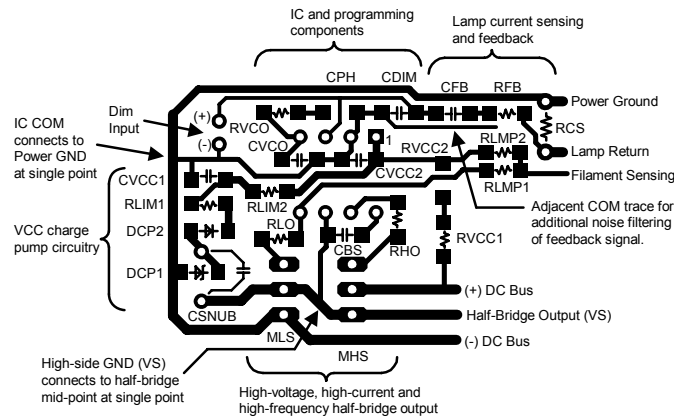 IC and programming
components
Lamp current sensing
and feedback
CPH
CDIM
CFB
RFB
Power Ground
(+)
Dim
Input
RVCO
RCS
IC COM
connects to
Power GND
at single point
(-)
CVCO
1
RVCC2
RLMP2
Lamp Return
CVCC1
CVCC2
RLMP1
Filament Sensing
RLIM1
RLIM2
VCC charge
pump circuitry
DCP2
RLO
Adjacent COM trace for
additional noise filtering
of feedback signal.
CBS
RHO
RVCC1
DCP1
(+) DC Bus
CSNUB
Half-Bridge Output (VS)
MLS
(-) DC Bus
MHS
High-side GND (VS)
connects to half-bridge
mid-point at single point
High-voltage, high-current and
high-frequency half-bridge output